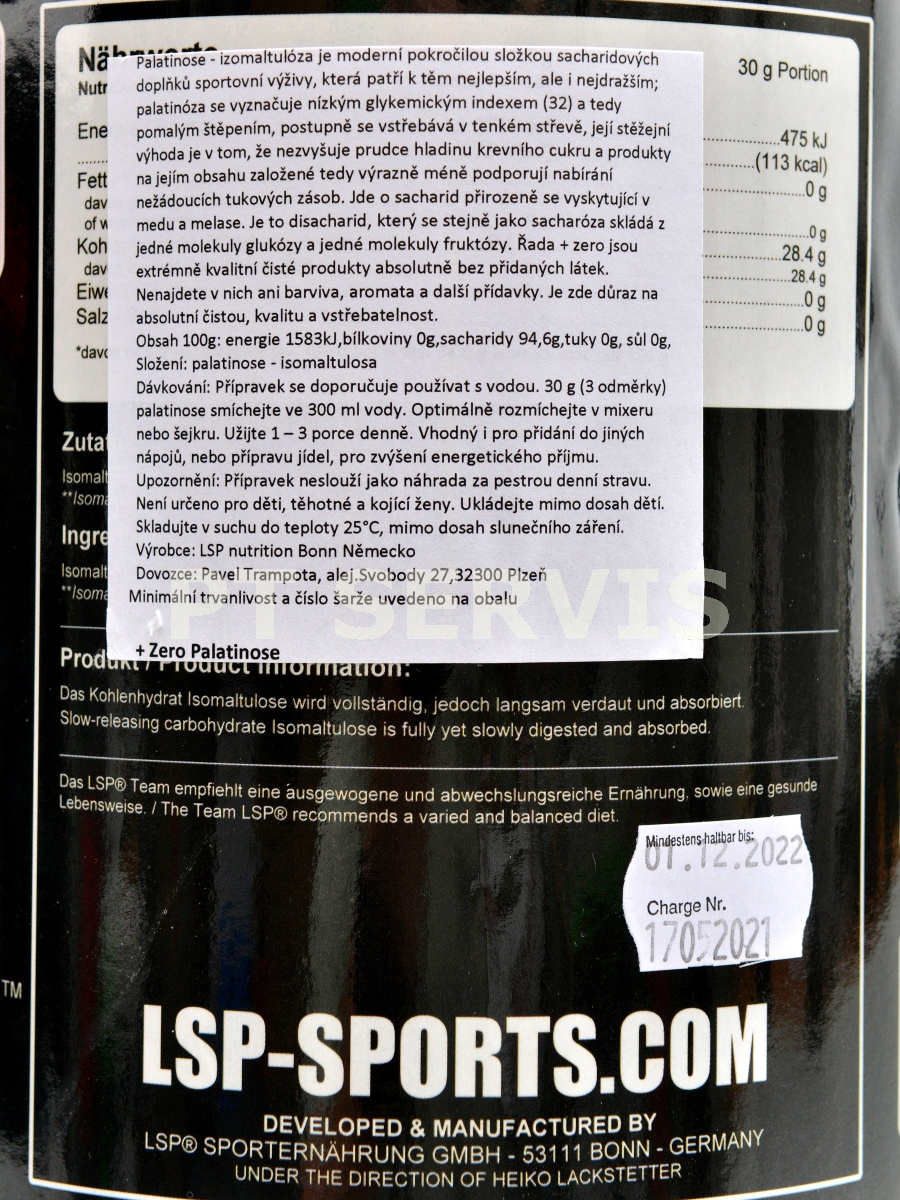 Nährwerte
Nutr
30 g Portion
Ene
475 kJ
(113 kcal)
Fett
0 g
dav
of w
0 g
Koh
28.4 g
dav
28.4 g
Eiwe
0 g
Salz
0 g
*davo
Palatinose - izomaltulóza je moderní pokročilou složkou sacharidových
doplňků sportovní výživy, která patří k těm nejlepším, ale i nejdražším;
palatinóza se vyznačuje nízkým glykemickým indexem (32) a tedy
pomalým štěpením, postupně se vstřebává v tenkém střevě, její stěžejní
výhoda je v tom, že nezvyšuje prudce hladinu krevního cukru a produkty
na jejím obsahu založené tedy výrazně méně podporují nabírání
nežádoucích tukových zásob. Jde o sacharid přirozeně se vyskytující v
medu a melase. Je to disacharid, který se stejně jako sacharóza skládá z
jedné molekuly glukózy a jedné molekuly fruktózy. Řada + zero jsou
extrémně kvalitní čisté produkty absolutně bez přidaných látek.
Nenajdete v nich ani barviva, aromata a další přídavky. Je zde důraz na
absolutní čistou, kvalitu a vstřebatelnost.
Obsah 100g: energie 1583kJ,bílkoviny 0g,sacharidy 94,6g,tuky 0g, sůl 0g,
Složení: palatinose - isomaltulosa
Dávkování: Přípravek se doporučuje používat s vodou. 30 g (3 odměrky)
palatinose smíchejte ve 300 ml vody. Optimálně rozmíchejte v mixeru
nebo šejkru. Užijte 1 – 3 porce denně. Vhodný i pro přidání do jiných
nápojů, nebo přípravu jídel, pro zvýšení energetického příjmu.
Upozornění: Přípravek neslouží jako náhrada za pestrou denní stravu.
Není určeno pro děti, těhotné a kojící ženy. Ukládejte mimo dosah dětí.
Skladujte v suchu do teploty 25°C, mimo dosah slunečního záření.
Výrobce: LSP nutrition Bonn Německo
Dovozce: Pavel Trampota, alej.Svobody 27,32300 Plzeň
Minimální trvanlivost a číslo šarže uvedeno na obalu
PT SERVIS
+ Zero Palatinose
Zutat
Isomalt
**Isoma
Ingre
Isomalt
**Isoma
Produkt / Product information:
Das Kohlenhydrat Isomaltulose wird vollständig, jedoch langsam verdaut und absorbiert.
Slow-releasing carbohydrate Isomaltulose is fully yet slowly digested and absorbed.
Das LSP® Team empfiehlt eine ausgewogene und abwechslungsreiche Ernährung, sowie eine gesunde
Lebensweise. / The Team LSP® recommends a varied and balanced diet.
Mindestens haltbar bis:
01.12.2022
Charge Nr.
17052021
TM
LSP-SPORTS.COM
DEVELOPED & MANUFACTURED BY
LSP® SPORTERNÄHRUNG GMBH - 53111 BONN - GERMANY
UNDER THE DIRECTION OF HEIKO LACKSTETTER